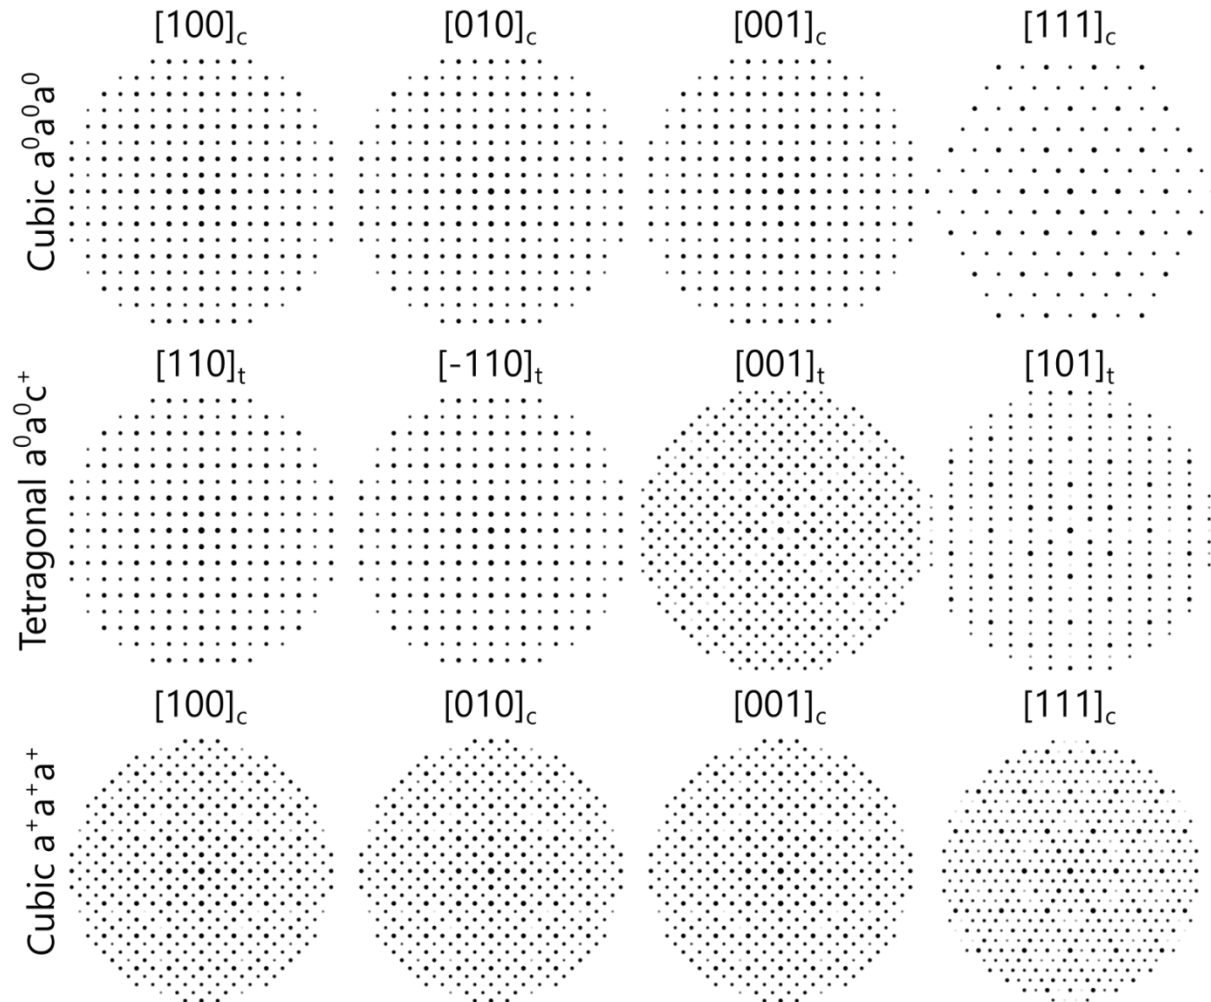 [100]c [010]c [001]c [111]c
Cubic a⁰a⁰a⁰
[110]t [-110]t [001]t [101]t
Tetragonal a⁰a⁰c⁺
[100]c [010]c [001]c [111]c
Cubic a⁺a⁺a⁺